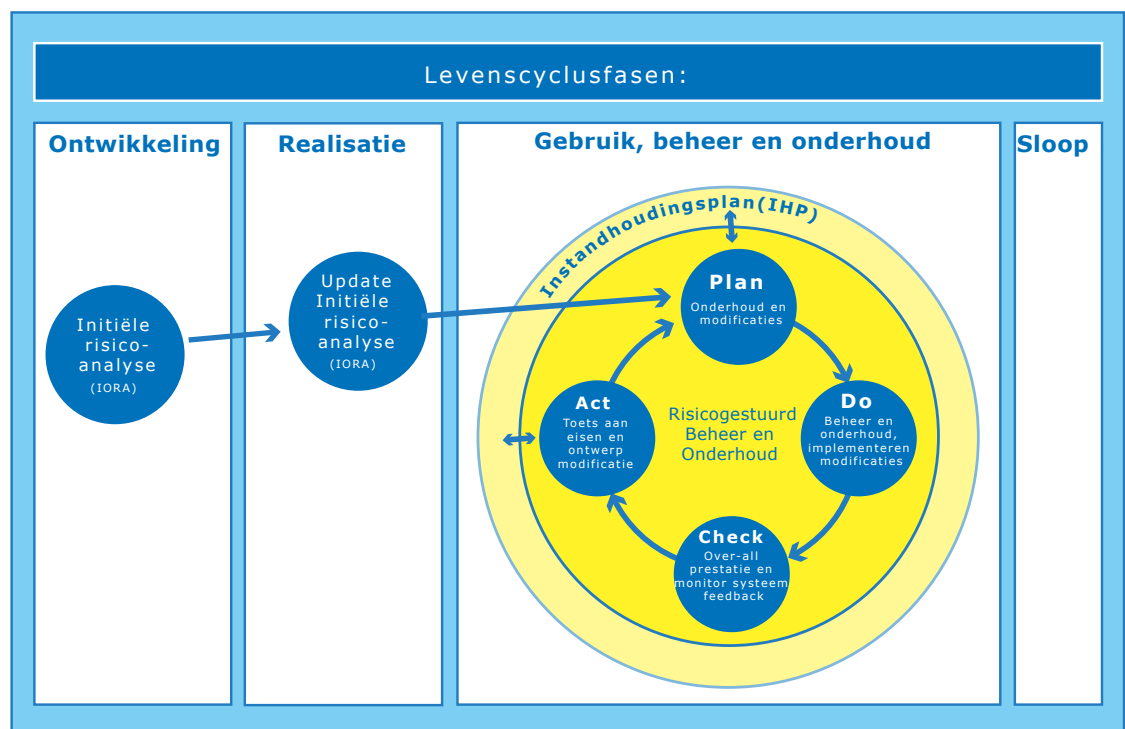 Levenscyclusfasen:
Ontwikkeling
Realisatie
Gebruik, beheer en onderhoud
Sloop
Initiële
risico-
analyse
(IORA)
Update
Initiële
risico-
analyse
(IORA)
Instandhoudingsplan(IHP)
Plan
Onderhoud en
modificaties
Do
Beheer en
onderhoud,
implementeren
modificaties
Check
Over-all
prestatie en
monitor systeem
feedback
Act
Toets aan
eisen en
ontwerp
modificatie
Risicogestuurd
Beheer en
Onderhoud